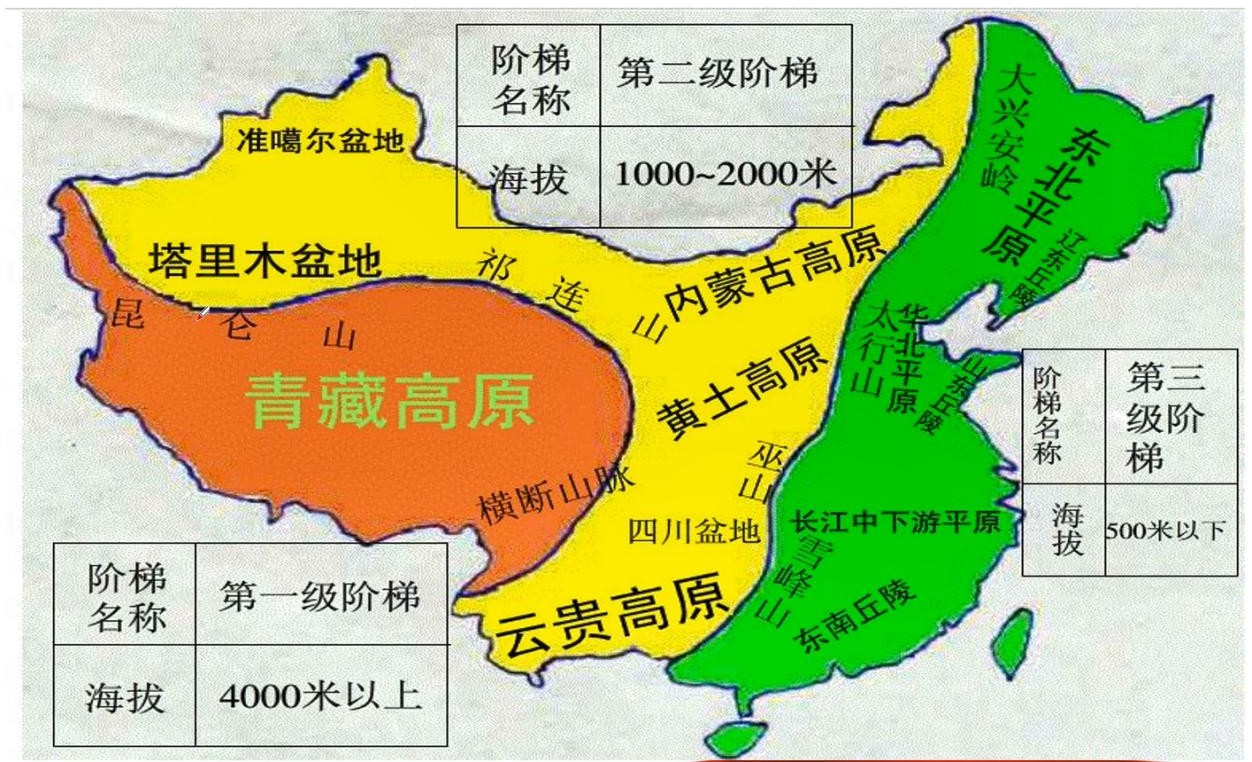 阶梯
名称
第二级阶梯
海拔
1000~2000米
准噶尔盆地
塔里木盆地
祁连山
内蒙古高原
大兴安岭
东北平原
辽东丘陵
昆仑山
青藏高原
黄土高原
太行山
华北平原
山东丘陵
横断山脉
巫山
四川盆地
长江中下游平原
雪峰山
云贵高原
东南丘陵
阶梯名称
第三
级阶
梯
海拔
500米以下
阶梯
名称
第一级阶梯
海拔
4000米以上